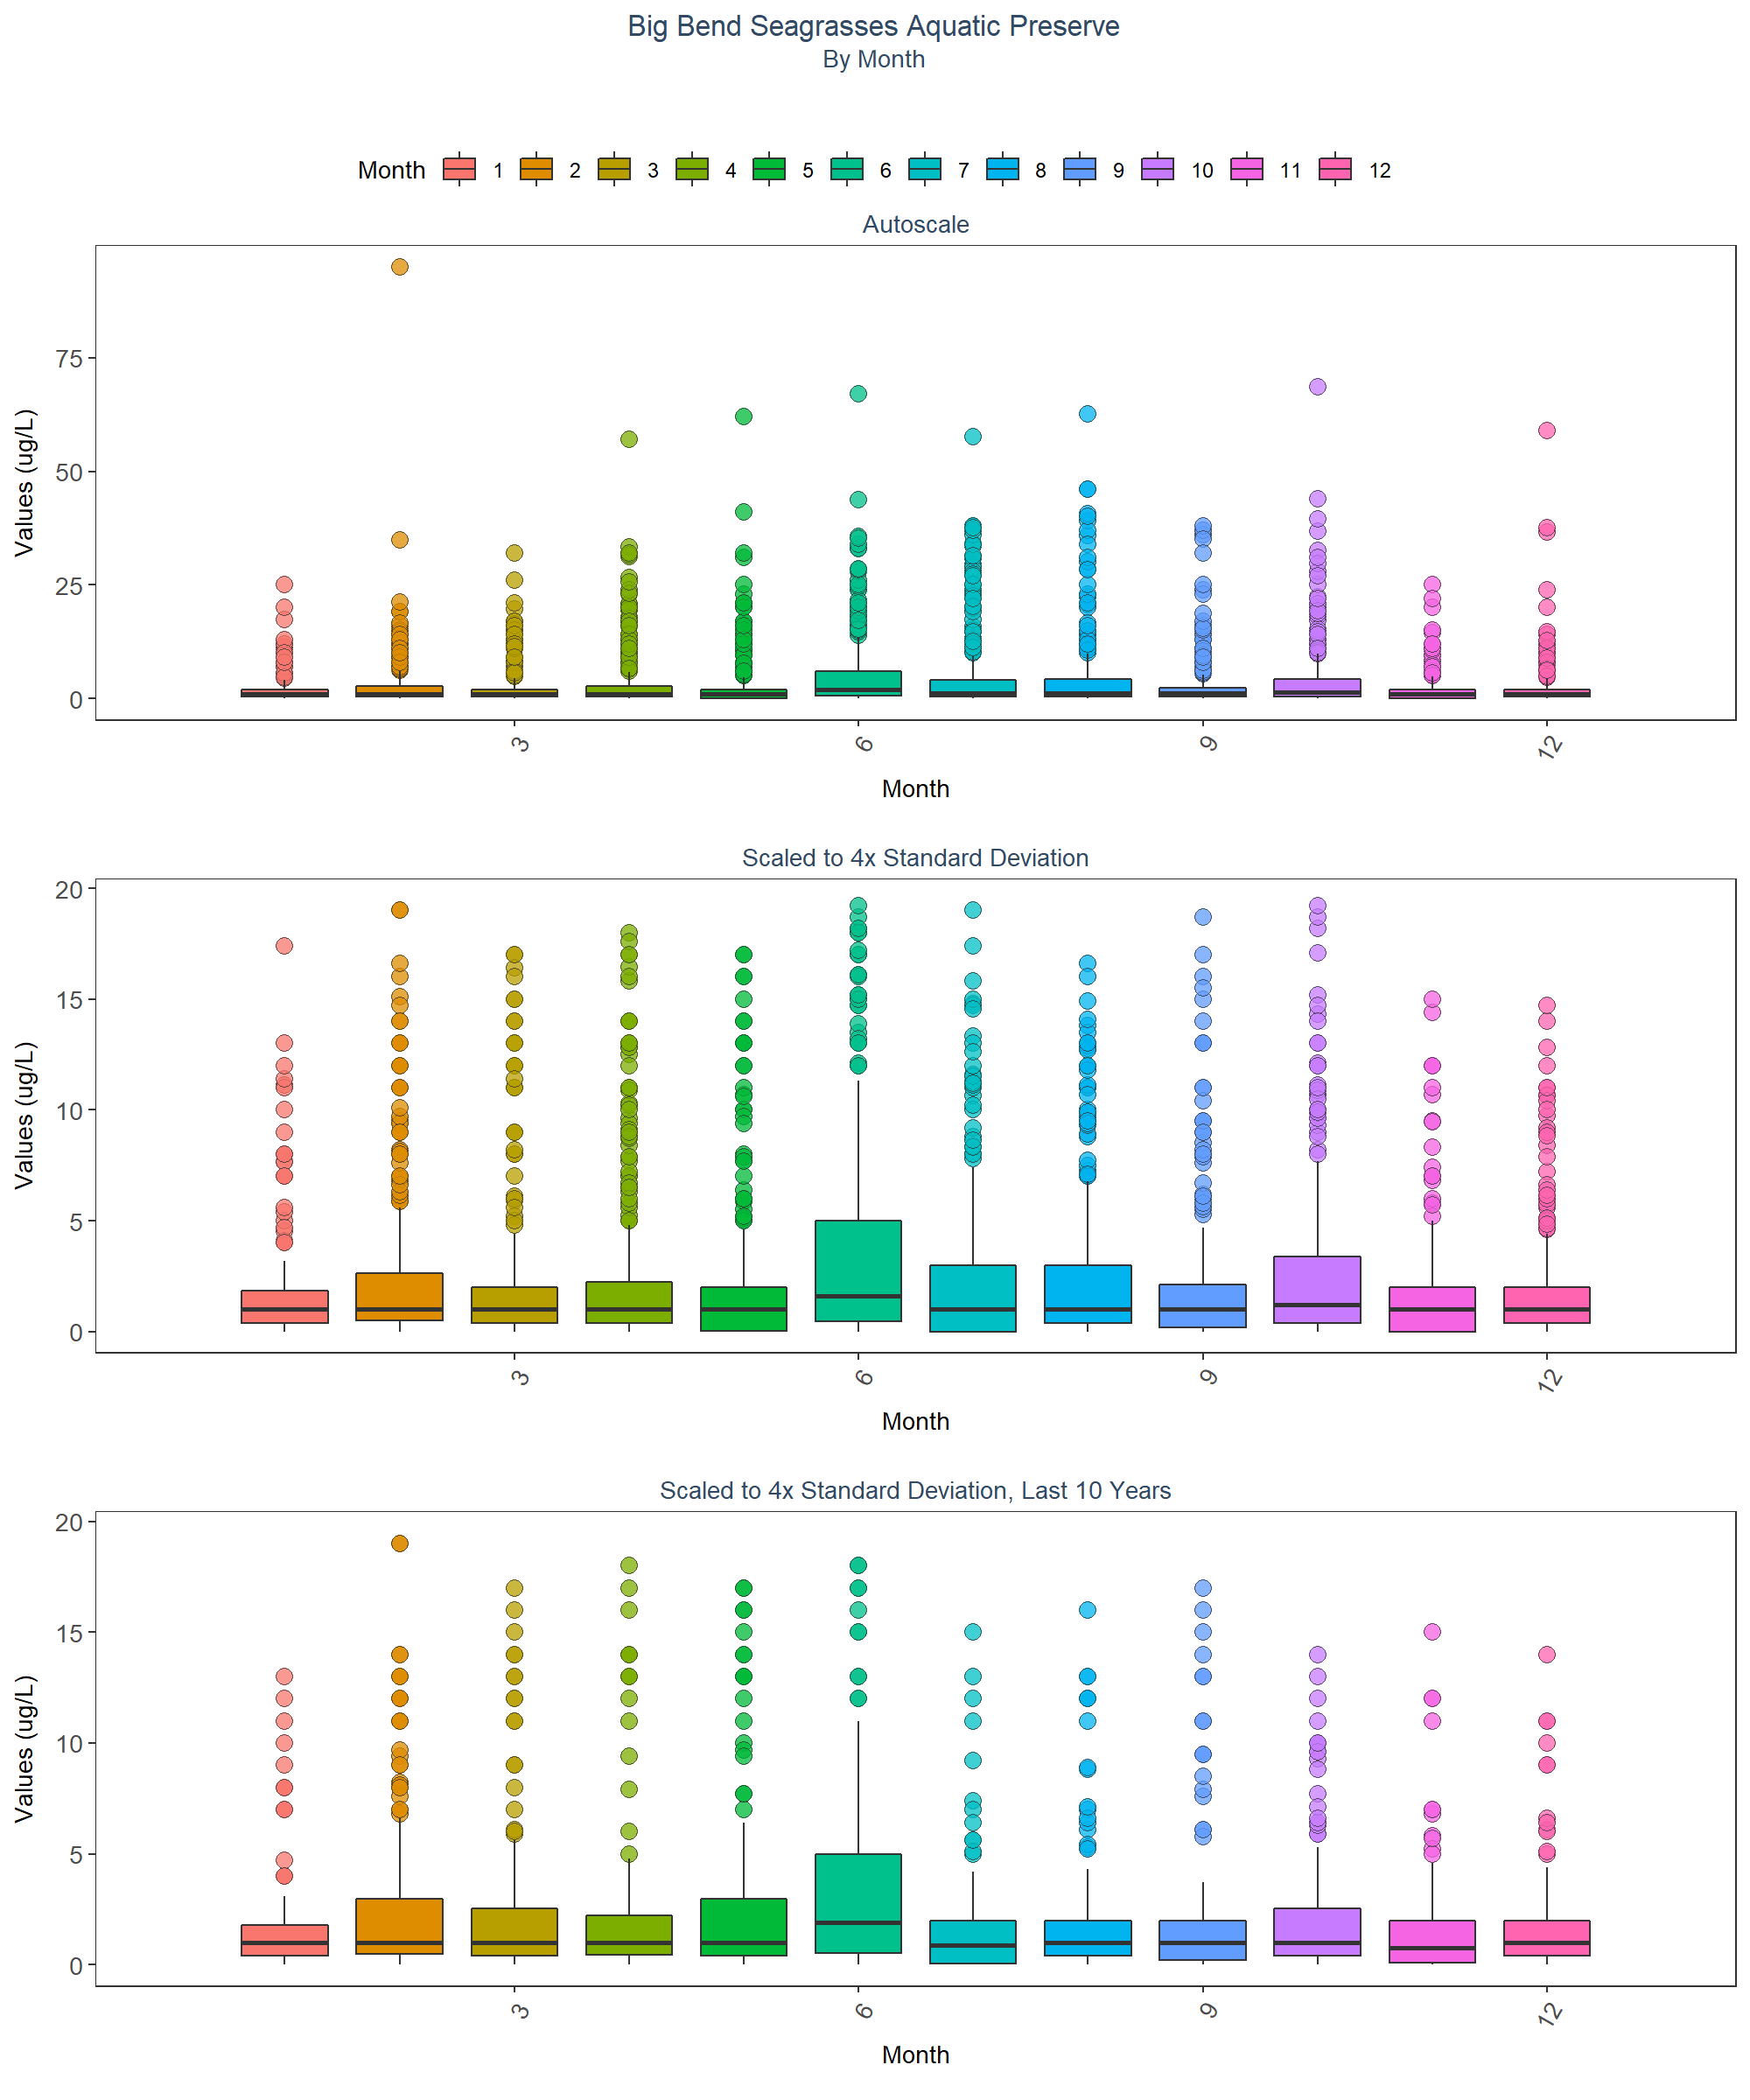 Big Bend Seagrasses Aquatic Preserve
By Month
Month 1 2 3 4 5 6 7 8 9 10 11 12
Autoscale
Values (ug/L)
75
50
25
0
3 6 9 12
Month
Scaled to 4x Standard Deviation
Values (ug/L)
20
15
10
5
0
3 6 9 12
Month
Scaled to 4x Standard Deviation, Last 10 Years
Values (ug/L)
20
15
10
5
0
3 6 9 12
Month